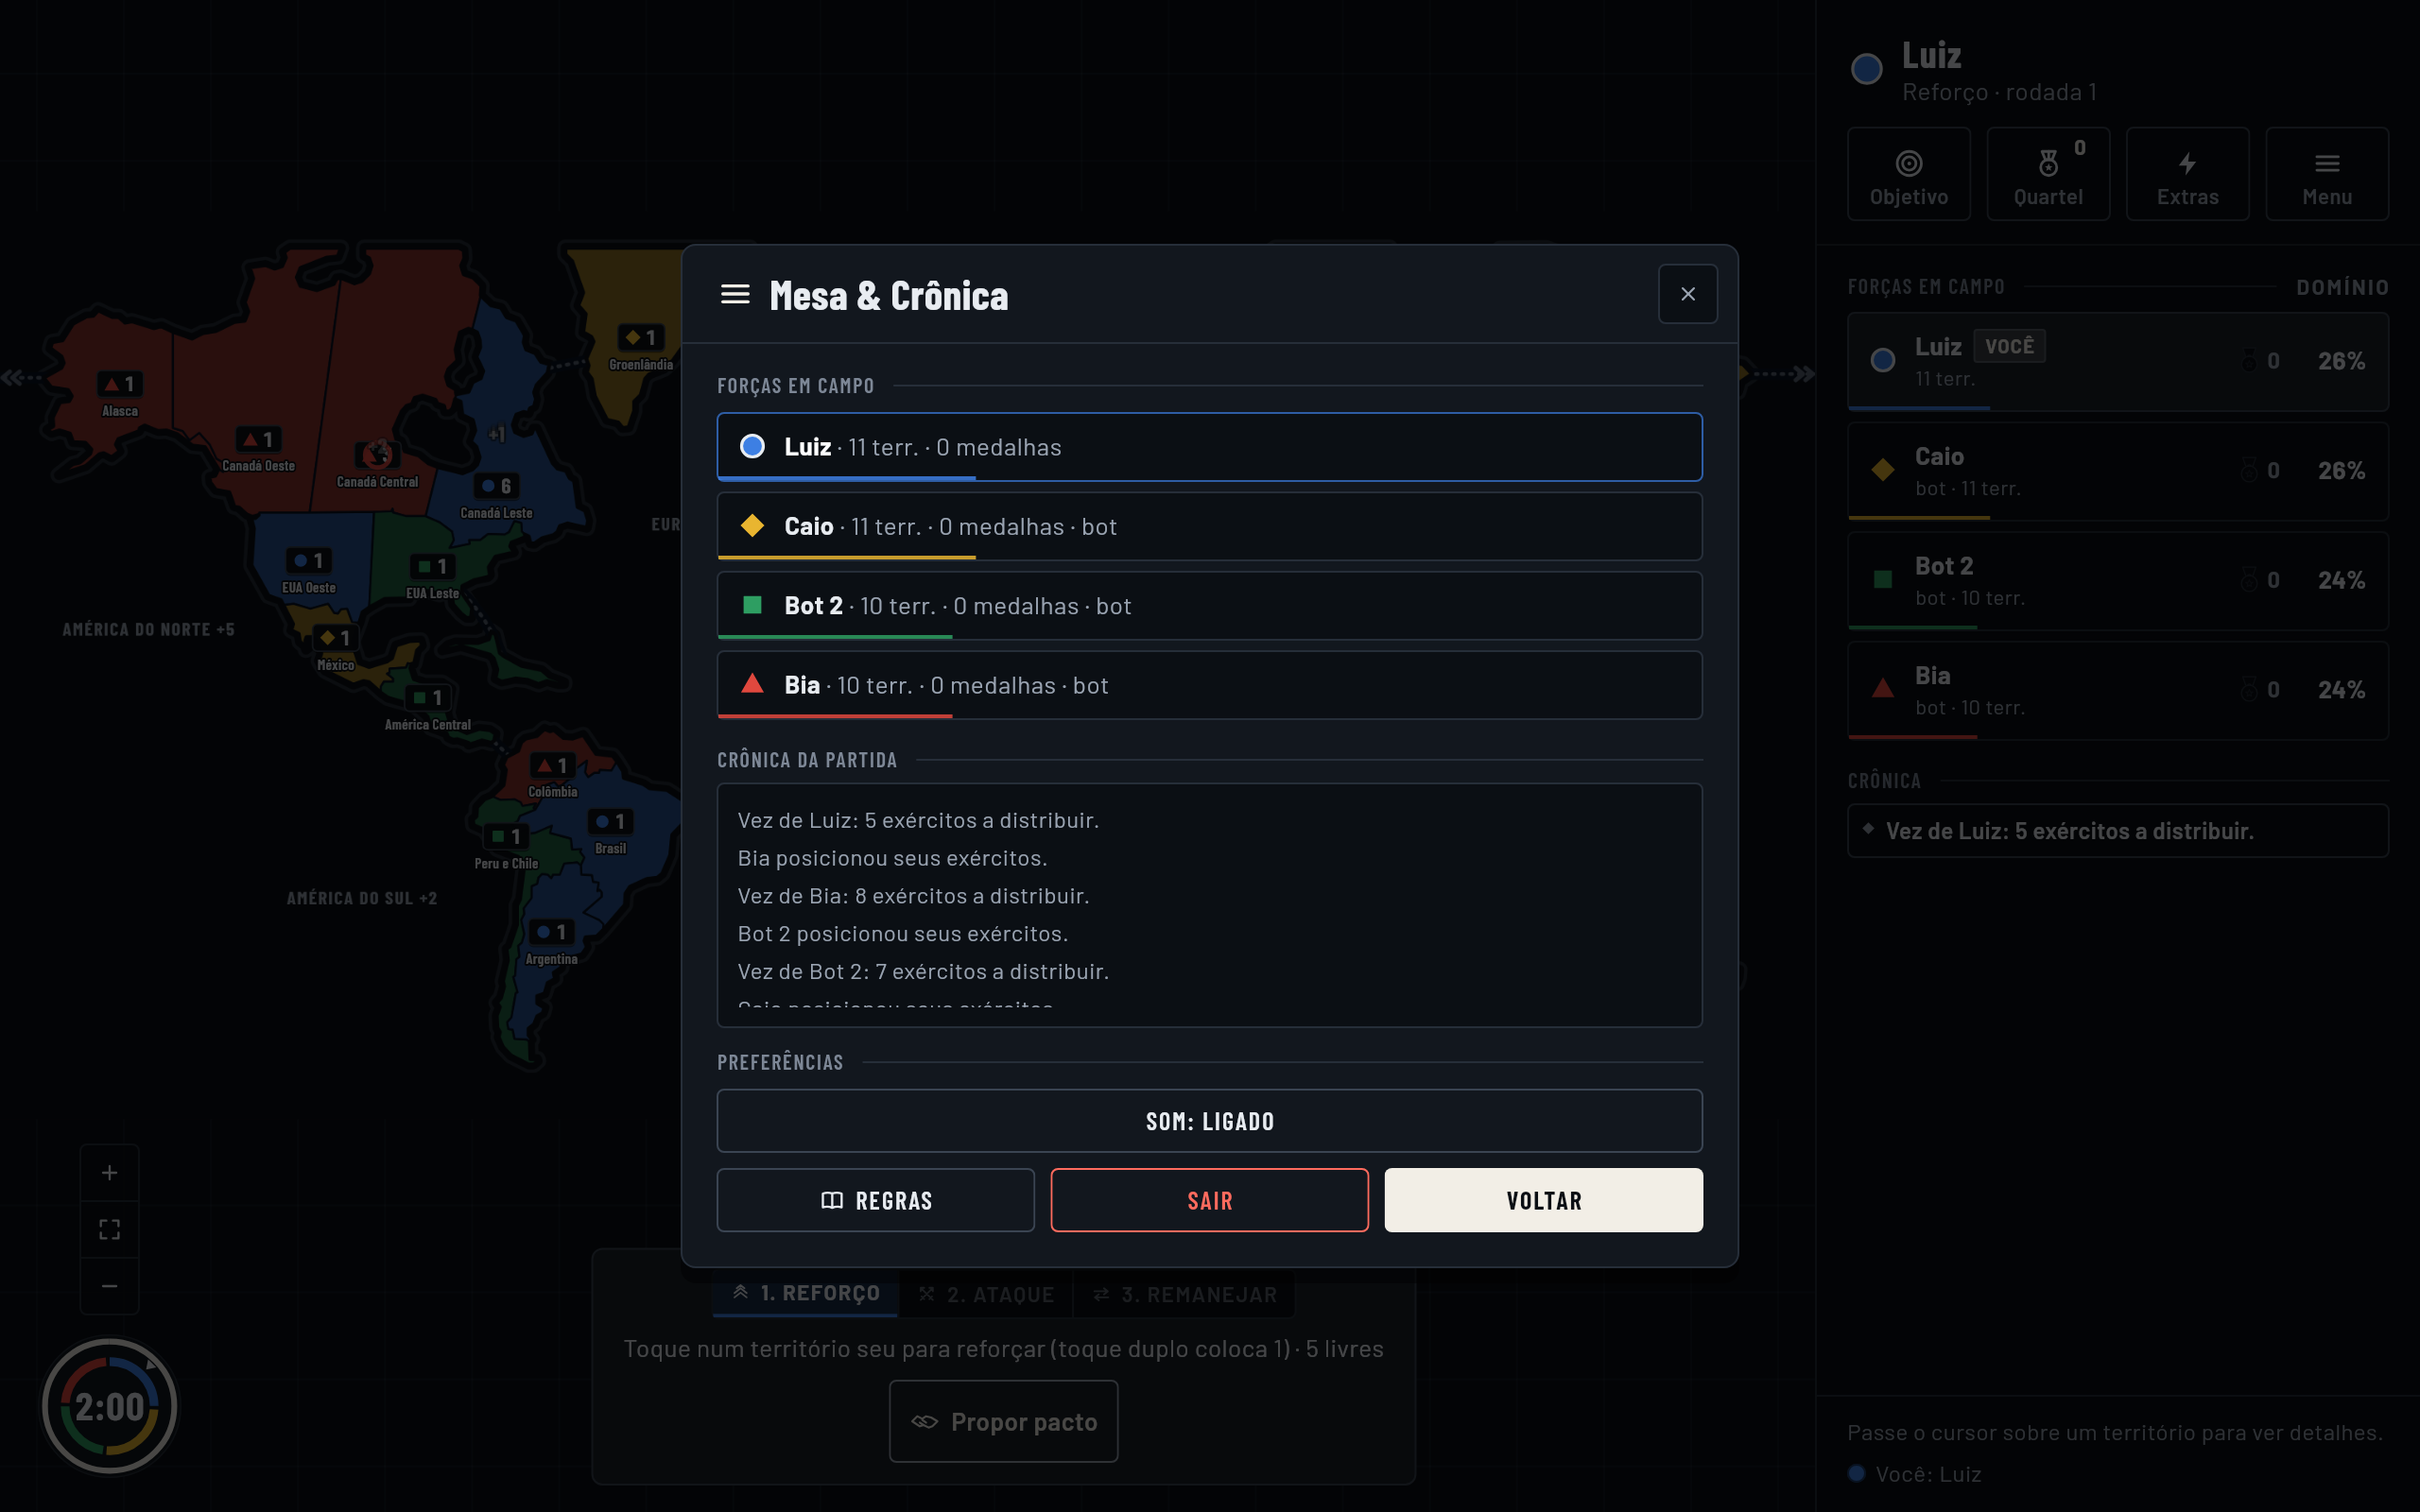 Luiz
Reforço · rodada 1
Objetivo
0
Quartel
Extras
Menu
FORÇAS EM CAMPO
DOMÍNIO
Luiz VOCÊ
11 terr.
0
26%
Caio
bot · 11 terr.
0
26%
Bot 2
bot · 10 terr.
0
24%
Bia
bot · 10 terr.
0
24%
CRÔNICA
Vez de Luiz: 5 exércitos a distribuir.
Passe o cursor sobre um território para ver detalhes.
Você: Luiz
Mesa & Crônica
FORÇAS EM CAMPO
Luiz · 11 terr. · 0 medalhas
Caio · 11 terr. · 0 medalhas · bot
Bot 2 · 10 terr. · 0 medalhas · bot
Bia · 10 terr. · 0 medalhas · bot
CRÔNICA DA PARTIDA
Vez de Luiz: 5 exércitos a distribuir.
Bia posicionou seus exércitos.
Vez de Bia: 8 exércitos a distribuir.
Bot 2 posicionou seus exércitos.
Vez de Bot 2: 7 exércitos a distribuir.
Caio posicionou seus exércitos.
PREFERÊNCIAS
SOM: LIGADO
REGRAS
SAIR
VOLTAR
1
Alasca
1
Canadá Oeste
Canadá Central
+1
6
Canadá Leste
1
Groenlândia
1
EUA Oeste
1
EUA Leste
EUR
AMÉRICA DO NORTE +5
1
México
1
América Central
1
Colômbia
1
Brasil
1
Peru e Chile
AMÉRICA DO SUL +2
1
Argentina
+
−
2:00
1. REFORÇO
2. ATAQUE
3. REMANEJAR
Toque num território seu para reforçar (toque duplo coloca 1) · 5 livres
Propor pacto